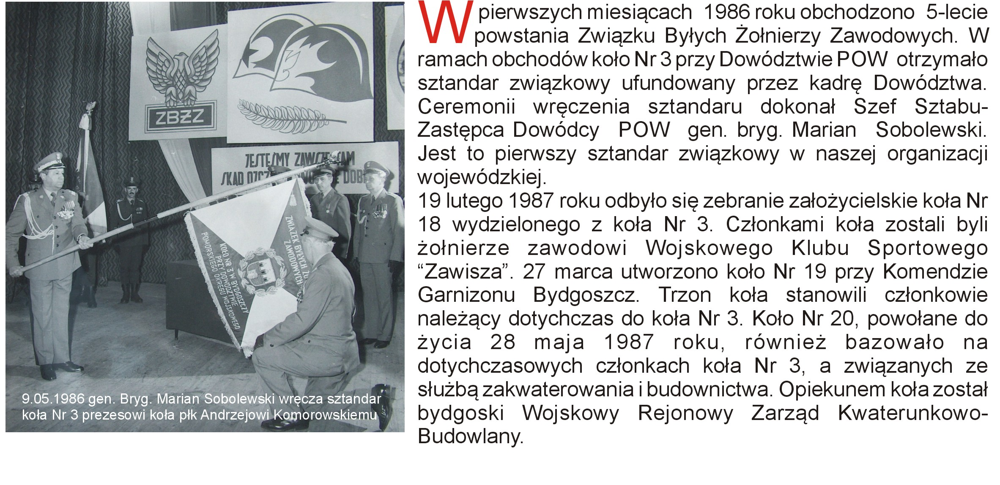 ZBŻZ
JESTEŚMY ZAWSZE TAM
SKĄD
KOŁO NR 3 W BYDGOSZCZY
PRZY DOWÓDZTWIE
POMORSKIEGO OKRĘGU WOJSKOWEGO
ZWIĄZEK BYŁYCH
ZAWODOWYCH
9.05.1986 gen. Bryg. Marian Sobolewski wręcza sztandar
koła Nr 3 prezesowi koła płk Andrzejowi Komorowskiemu
W pierwszych miesiącach 1986 roku obchodzono 5-lecie
powstania Związku Byłych Żołnierzy Zawodowych. W
ramach obchodów koło Nr 3 przy Dowództwie POW otrzymało
sztandar związkowy ufundowany przez kadrę Dowództwa.
Ceremonii wręczenia sztandaru dokonał Szef Sztabu-
Zastępca Dowódcy POW gen. bryg. Marian Sobolewski.
Jest to pierwszy sztandar związkowy w naszej organizacji
wojewódzkiej.
19 lutego 1987 roku odbyło się zebranie założycielskie koła Nr
18 wydzielonego z koła Nr 3. Członkami koła zostali byli
żołnierze zawodowi Wojskowego Klubu Sportowego
“Zawisza”. 27 marca utworzono koło Nr 19 przy Komendzie
Garnizonu Bydgoszcz. Trzon koła stanowili członkowie
należący dotychczas do koła Nr 3. Koło Nr 20, powołane do
życia 28 maja 1987 roku, również bazowało na
dotychczasowych członkach koła Nr 3, a związanych ze
służbą zakwaterowania i budownictwa. Opiekunem koła został
bydgoski Wojskowy Rejonowy Zarząd Kwaterunkowo-
Budowlany.